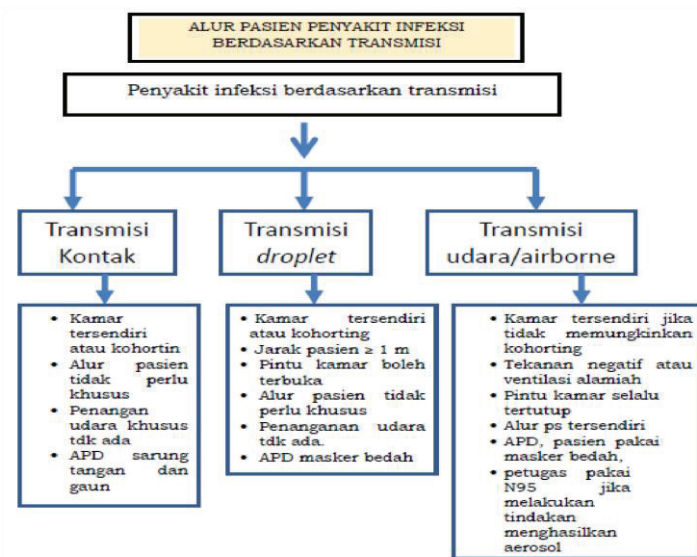 ALUR PASIEN PENYAKIT INFEKSI
BERDASARKAN TRANSMISI
Penyakit infeksi berdasarkan transmisi
Transmisi
Kontak
Transmisi
droplet
Transmisi
udara/airborne
• Kamar
tersendiri
atau kohortin
• Alur pasien
tidak perlu
khusus
• Penangan
udara khusus
tdk ada
• APD sarung
tangan dan
gaun
• Kamar tersendiri
atau kohorting
• Jarak pasien ≥ 1 m
• Pintu kamar boleh
terbuka
• Alur pasien tidak
perlu khusus
• Penanganan udara
tdk ada.
• APD masker bedah
• Kamar tersendiri jika
tidak memungkinkan
kohorting
• Tekanan negatif atau
ventilasi alamiah
• Pintu kamar selalu
tertutup
• Alur ps tersendiri
• APD, pasien pakai
masker bedah,
• petugas pakai
N95 jika
melakukan
tindakan
menghasilkan
aerosol